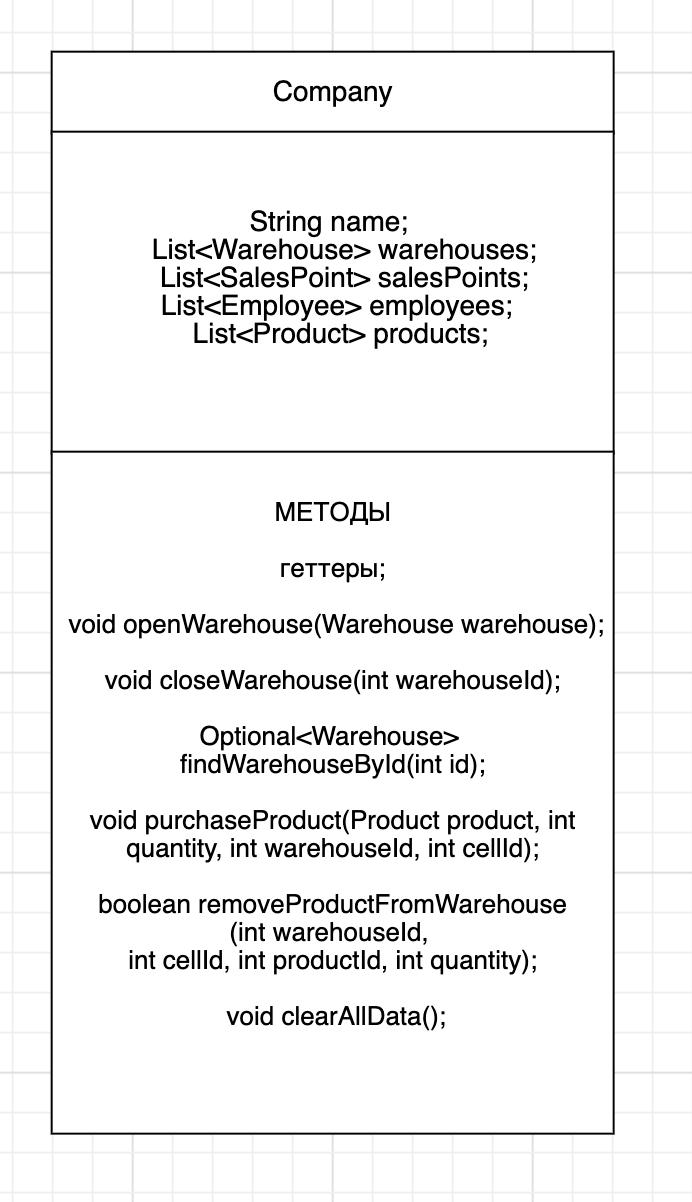 Company
String name;
List<Warehouse> warehouses;
List<SalesPoint> salesPoints;
List<Employee> employees;
List<Product> products;
МЕТОДЫ
геттеры;
void openWarehouse(Warehouse warehouse);
void closeWarehouse(int warehouseId);
Optional<Warehouse>
findWarehouseById(int id);
void purchaseProduct(Product product, int
quantity, int warehouseId, int cellId);
boolean removeProductFromWarehouse
(int warehouseId,
int cellId, int productId, int quantity);
void clearAllData();